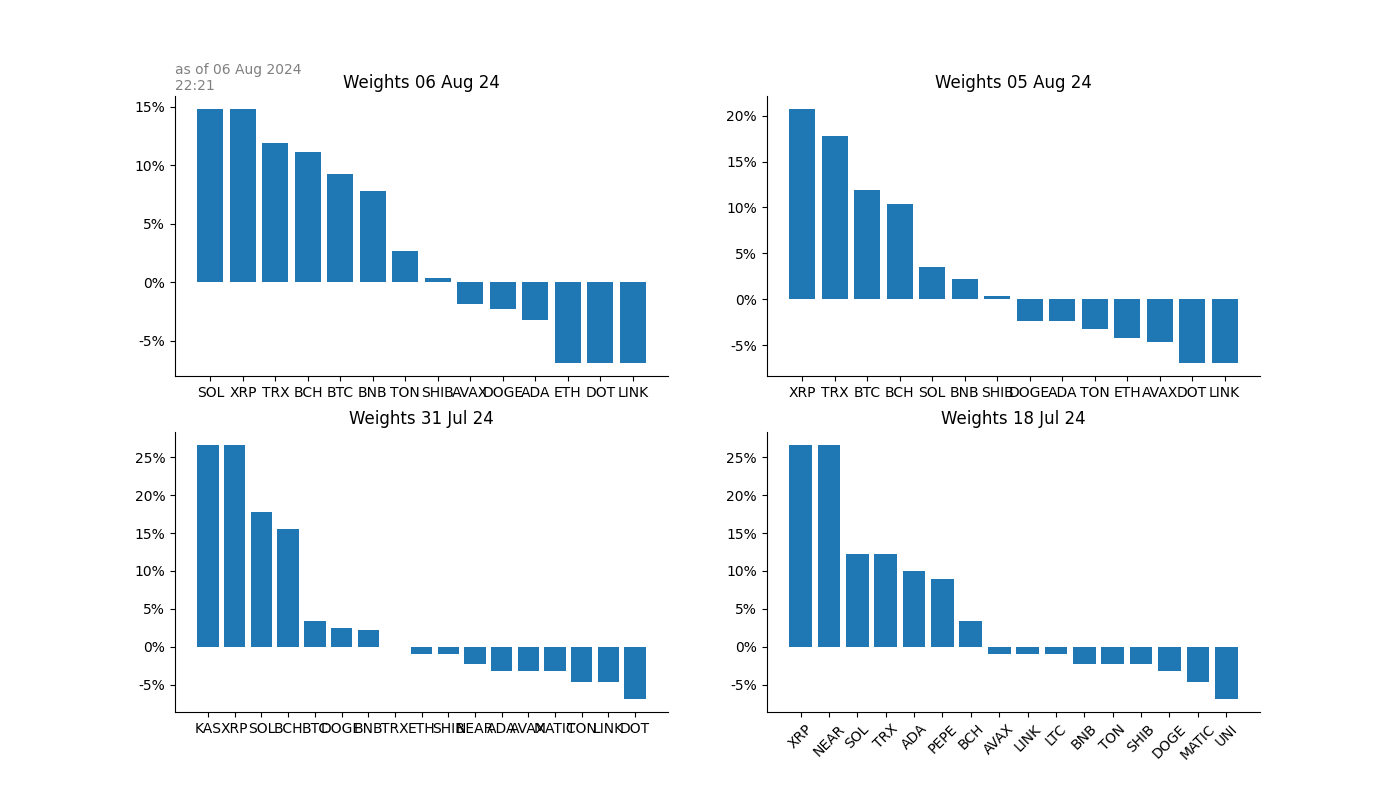 as of 06 Aug 2024
22:21
Weights 06 Aug 24
15%
10%
5%
0%
-5%
SOL XRP TRX BCH BTC BNB TON SHIB AVAX DOGE ADA ETH DOT LINK
Weights 05 Aug 24
20%
15%
10%
5%
0%
-5%
XRP TRX BTC BCH SOL BNB SHIB DOGE ADA TON ETH AVAX DOT LINK
Weights 31 Jul 24
25%
20%
15%
10%
5%
0%
-5%
KAS XRP SOL BCH BTC DOGE BNB TRX ETH SHIB NEAR ADA AVAX MATIC TON LINK DOT
Weights 18 Jul 24
25%
20%
15%
10%
5%
0%
-5%
XRP NEAR SOL TRX ADA PEPE BCH AVAX LINK LTC BNB TON SHIB DOGE MATIC UNI